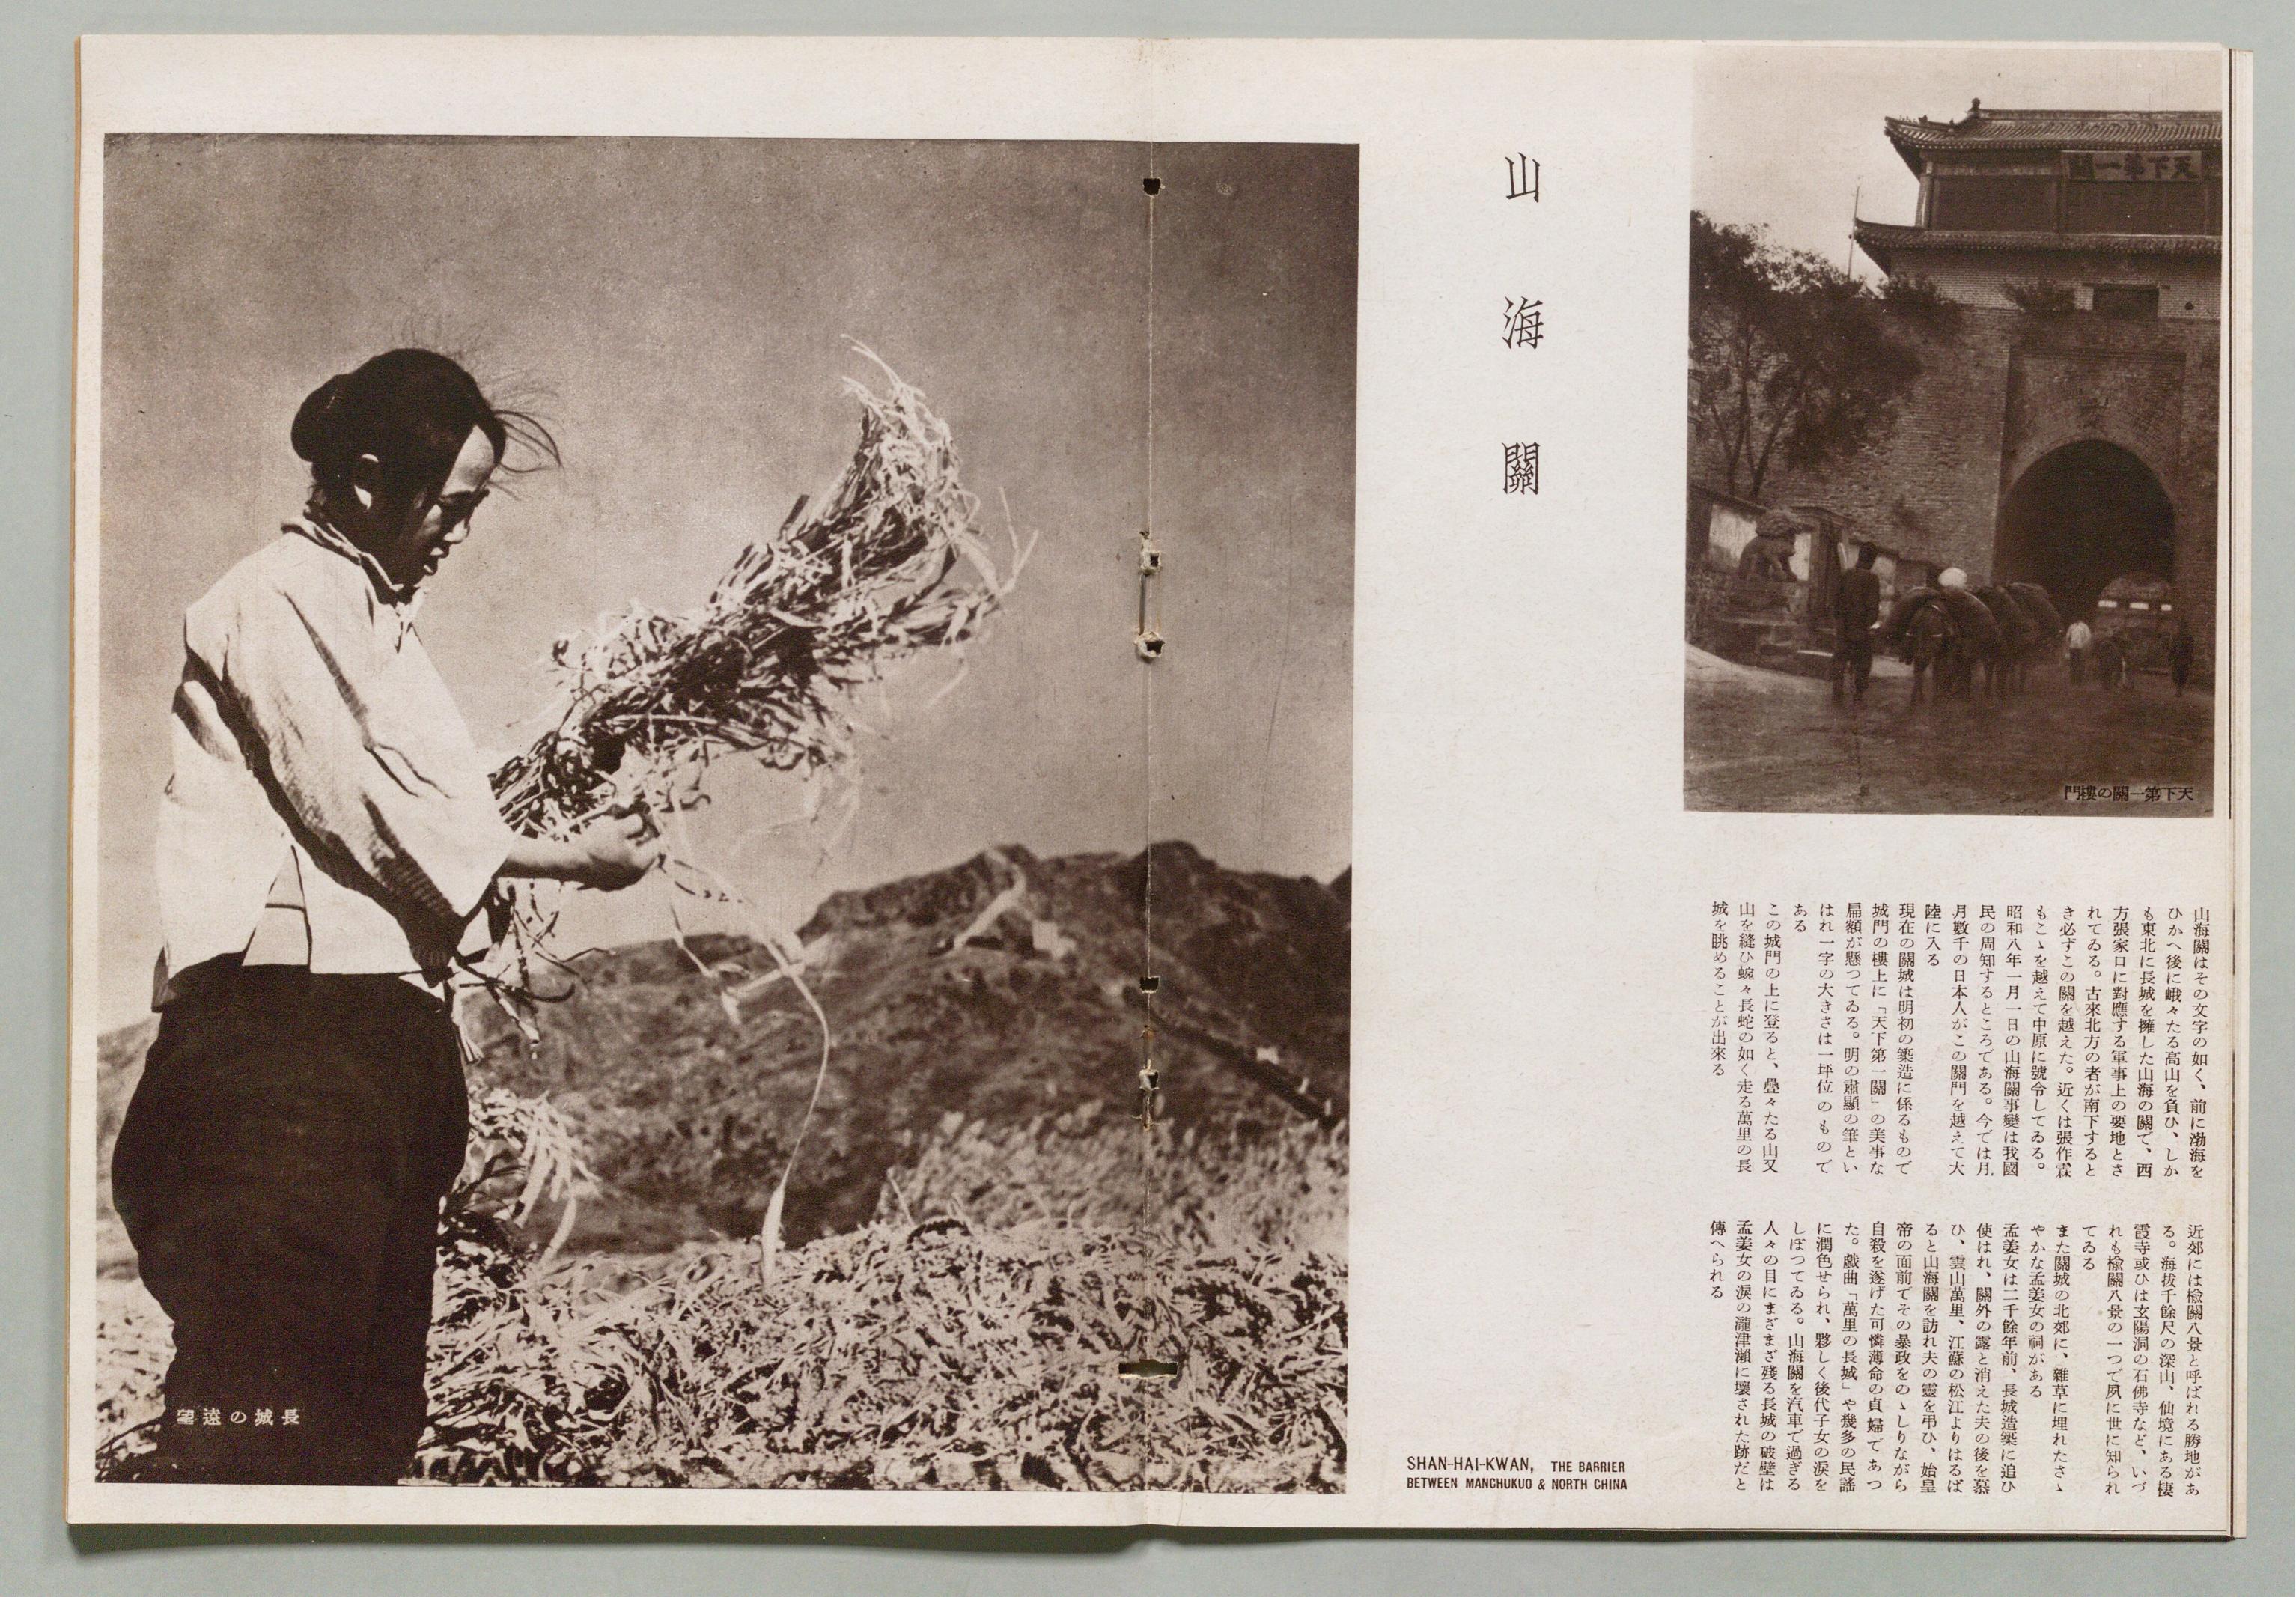 山海關
天下第一關
天下第一關の樓門
山海關はその文字の如く、前に渤海を
ひかへ後に峨々たる高山を負ひ、しか
も東北に長城を擁した山海の關で、西
方張家口に對應する軍事上の要地とさ
れてゐる。古來北方の者が南下すると
き必ずこの關を越えた。近くは張作霖
もこゝを越えて中原に號令してゐる。
昭和八年一月一日の山海關事變は我國
民の周知するところである。今では月
月數千の日本人がこの關門を越えて大
陸に入る
現在の關城は明初の築造に係るもので
城門の樓上に「天下第一關」の美事な
扁額が懸つてゐる。明の肅顯の筆とい
はれ一字の大きさは一坪位のもので
ある
この城門の上に登ると、疊々たる山又
山を縫ひ蜿々長蛇の如く走る萬里の長
城を眺めることが出來る
近郊には楡關八景と呼ばれる勝地があ
る。海拔千餘尺の深山、仙境にある棲
霞寺或ひは玄陽洞の石佛寺など、いづ
れも楡關八景の一つで夙に世に知られ
てゐる
また關城の北郊に、雜草に埋れたさゝ
やかな孟姜女の祠がある
孟姜女は二千餘年前、長城造築に追ひ
使はれ、關外の露と消えた夫の後を慕
ひ、雲山萬里、江蘇の松江よりはるば
ると山海關を訪れ夫の靈を弔ひ、始皇
帝の面前でその暴政をのゝしりながら
自殺を遂げた可憐薄命の貞婦であつ
た。戲曲「萬里の長城」や幾多の民謠
に潤色せられ、夥しく後代子女の淚を
しぼつてゐる。山海關を汽車で過ぎる
人々の目にまざまざ殘る長城の破壁は
孟姜女の淚の瀧津瀨に壞された跡だと
傳へられる
SHAN-HAI-KWAN, THE BARRIER
BETWEEN MANCHUKUO & NORTH CHINA
長城の遠望